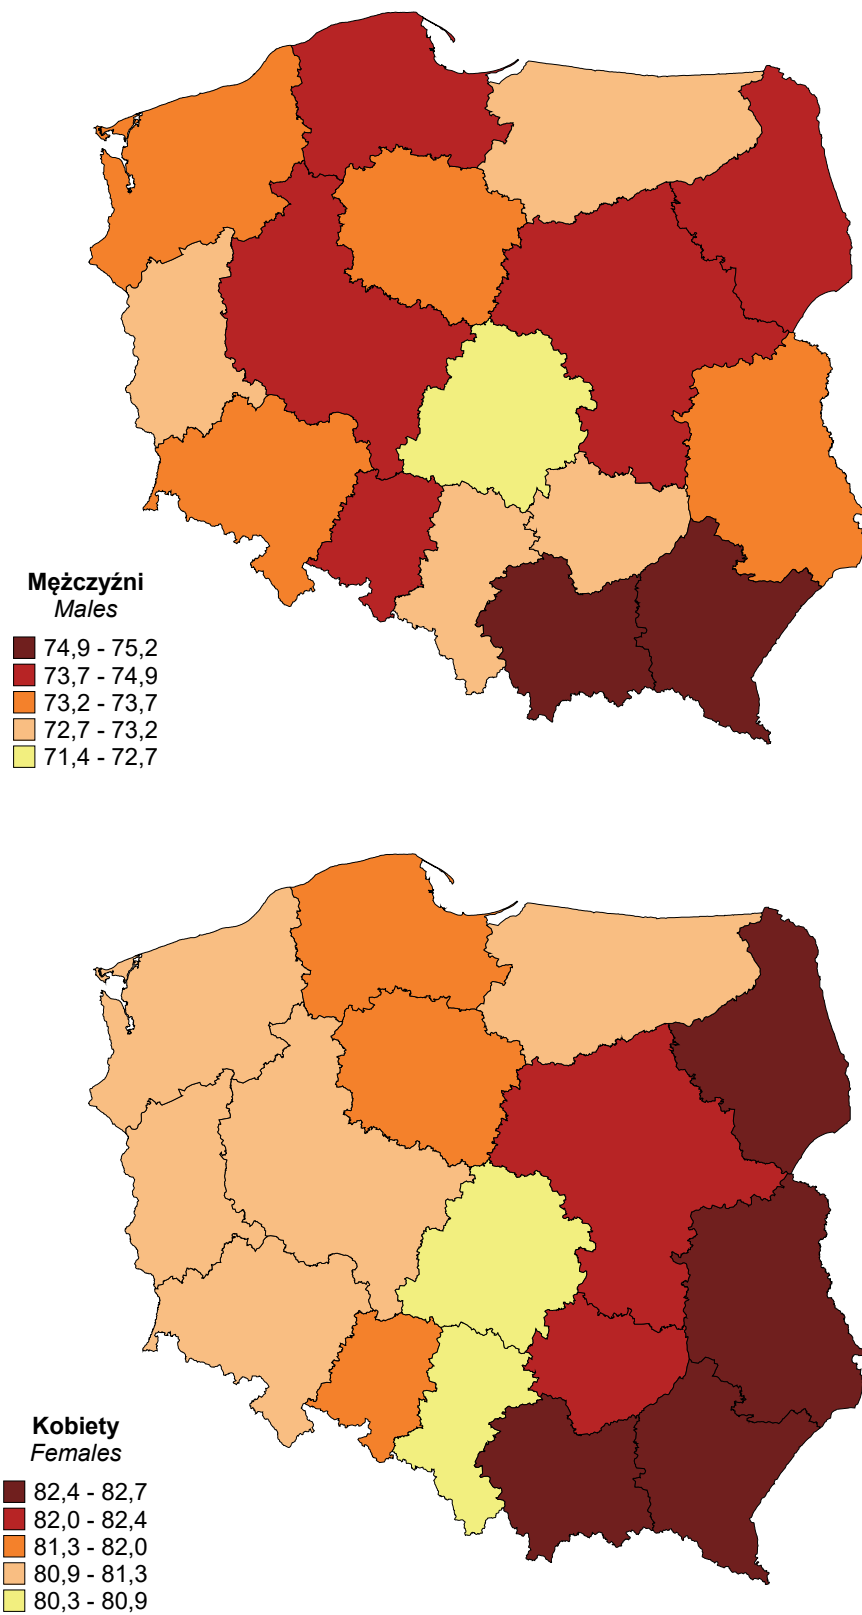 Mężczyźni
Males
74,9 - 75,2
73,7 - 74,9
73,2 - 73,7
72,7 - 73,2
71,4 - 72,7
Kobiety
Females
82,4 - 82,7
82,0 - 82,4
81,3 - 82,0
80,9 - 81,3
80,3 - 80,9